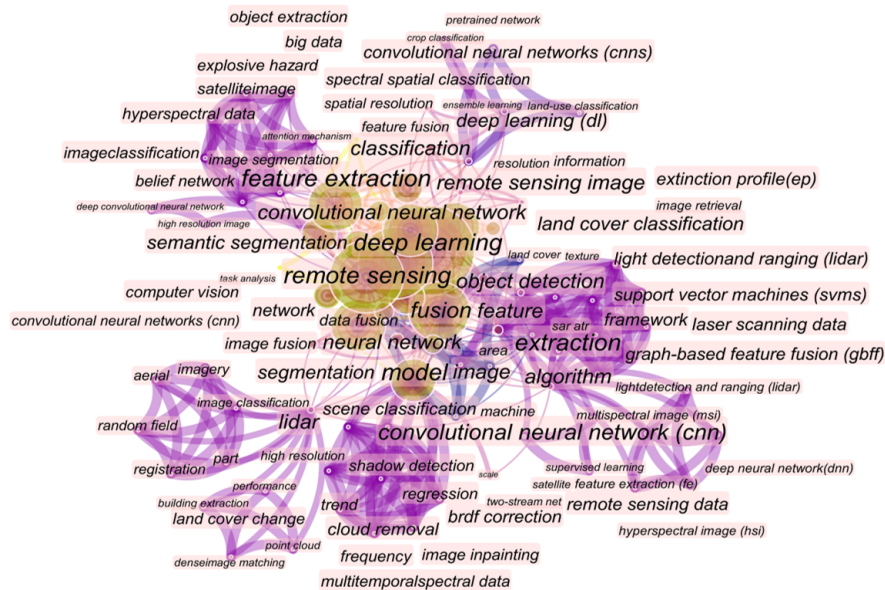 object extraction
pretrained network
crop classification
big data
convolutional neural networks (cnns)
explosive hazard
spectral spatial classification
satelliteimage
spatial resolution
ensemble learning
land-use classification
hyperspectral data
feature fusion
deep learning (dl)
attention mechanism
classification
imageclassification
image segmentation
resolution
information
belief network
feature extraction
remote sensing image
extinction profile(ep)
deep convolutional neural network
convolutional neural network
image retrieval
high resolution image
land cover classification
semantic segmentation
deep learning
land cover
texture
light detectionand ranging (lidar)
task analysis
remote sensing
object detection
computer vision
support vector machines (svms)
network
fusion
feature
convolutional neural networks (cnn)
data fusion
sar atr
framework
laser scanning data
image fusion
neural network
area
extraction
graph-based feature fusion (gbff)
segmentation
model
image
algorithm
aerial
imagery
lightdetection and ranging (lidar)
image classification
scene classification
machine
multispectral image (msi)
random field
lidar
convolutional neural network (cnn)
part
high resolution
shadow detection
registration
scale
supervised learning
deep neural network(dnn)
performance
regression
satellite
feature extraction (fe)
building extraction
trend
two-stream net
remote sensing data
land cover change
cloud removal
brdf correction
hyperspectral image (hsi)
point cloud
frequency
image inpainting
denseimage matching
multitemporalspectral data